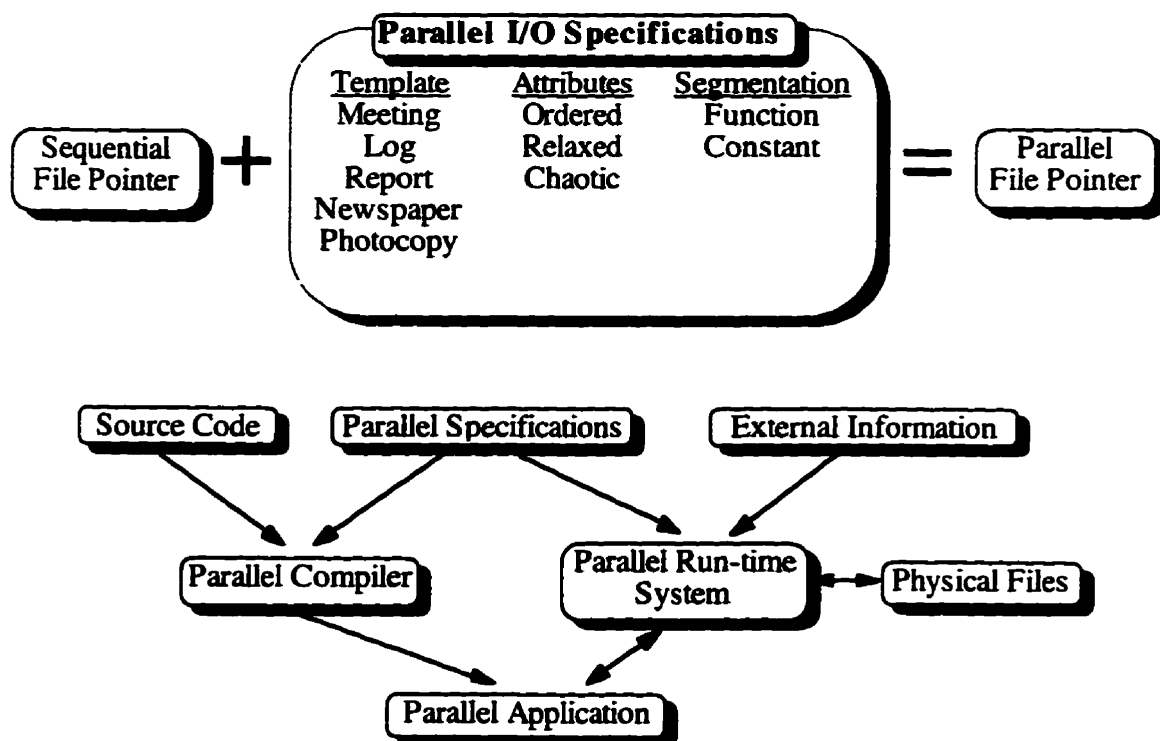 Parallel I/O Specifications
Template Attributes Segmentation
Meeting Ordered Function
Log Relaxed Constant
Report Chaotic
Newspaper
Photocopy
Sequential
File Pointer
+
=
Parallel
File Pointer
Source Code
Parallel Specifications
External Information
Parallel Compiler
Parallel Run-time
System
Physical Files
Parallel Application